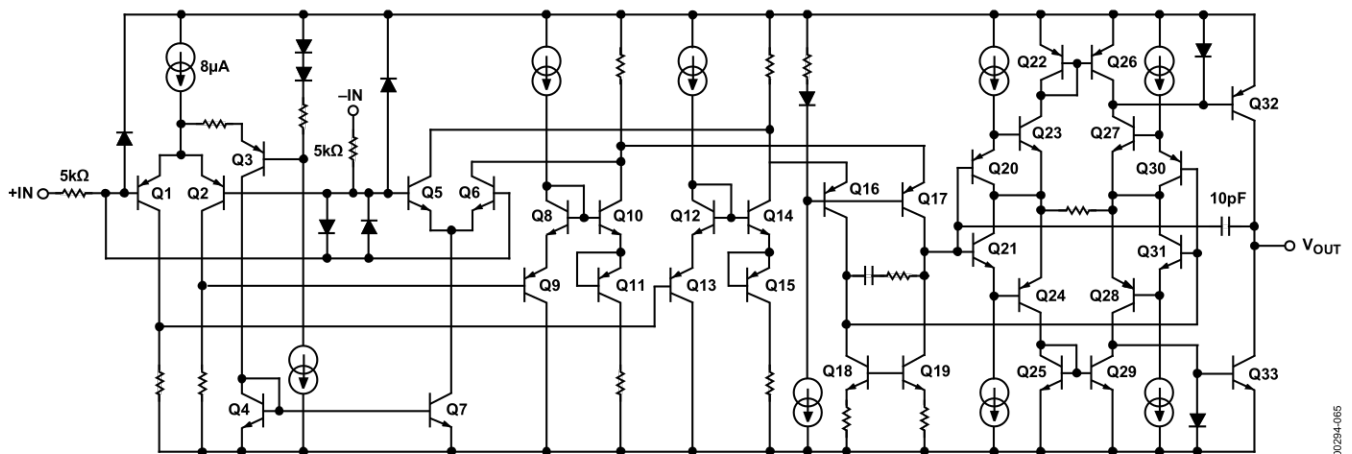 8μA
Q22
Q26
Q32
–IN
Q3
Q23
Q27
5kΩ
Q20
Q30
5kΩ
+IN
Q1
Q2
Q5
Q6
Q16
Q17
10pF
Q8
Q10
Q12
Q14
Q21
Q31
VOUT
Q9
Q11
Q13
Q15
Q24
Q28
Q18
Q19
Q25
Q29
Q33
Q4
Q7
00294-065